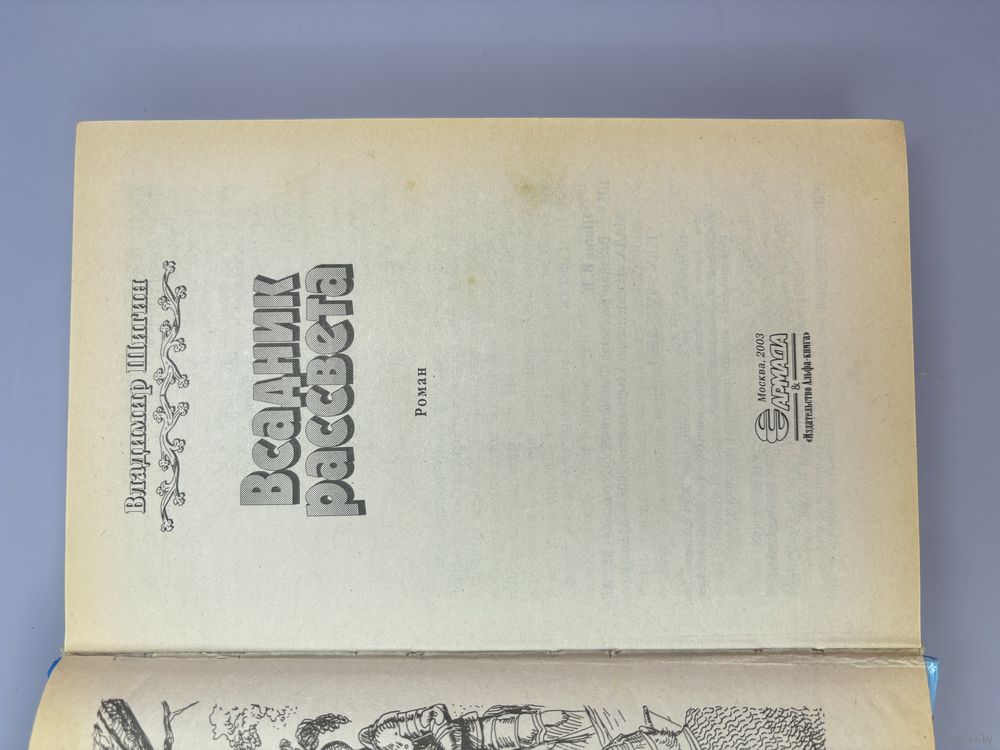 Владимир Шигин
Всадник
рассвета
Роман
Москва, 2003
АРМАДА
&
«Издательство Альфа-книга»